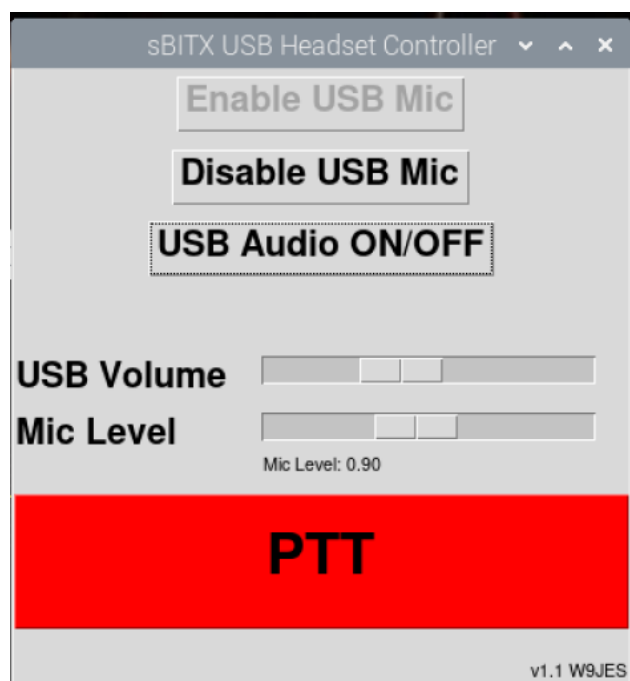 sBITX USB Headset Controller
Enable USB Mic
Disable USB Mic
USB Audio ON/OFF
USB Volume
Mic Level
Mic Level: 0.90
PTT
v1.1 W9JES